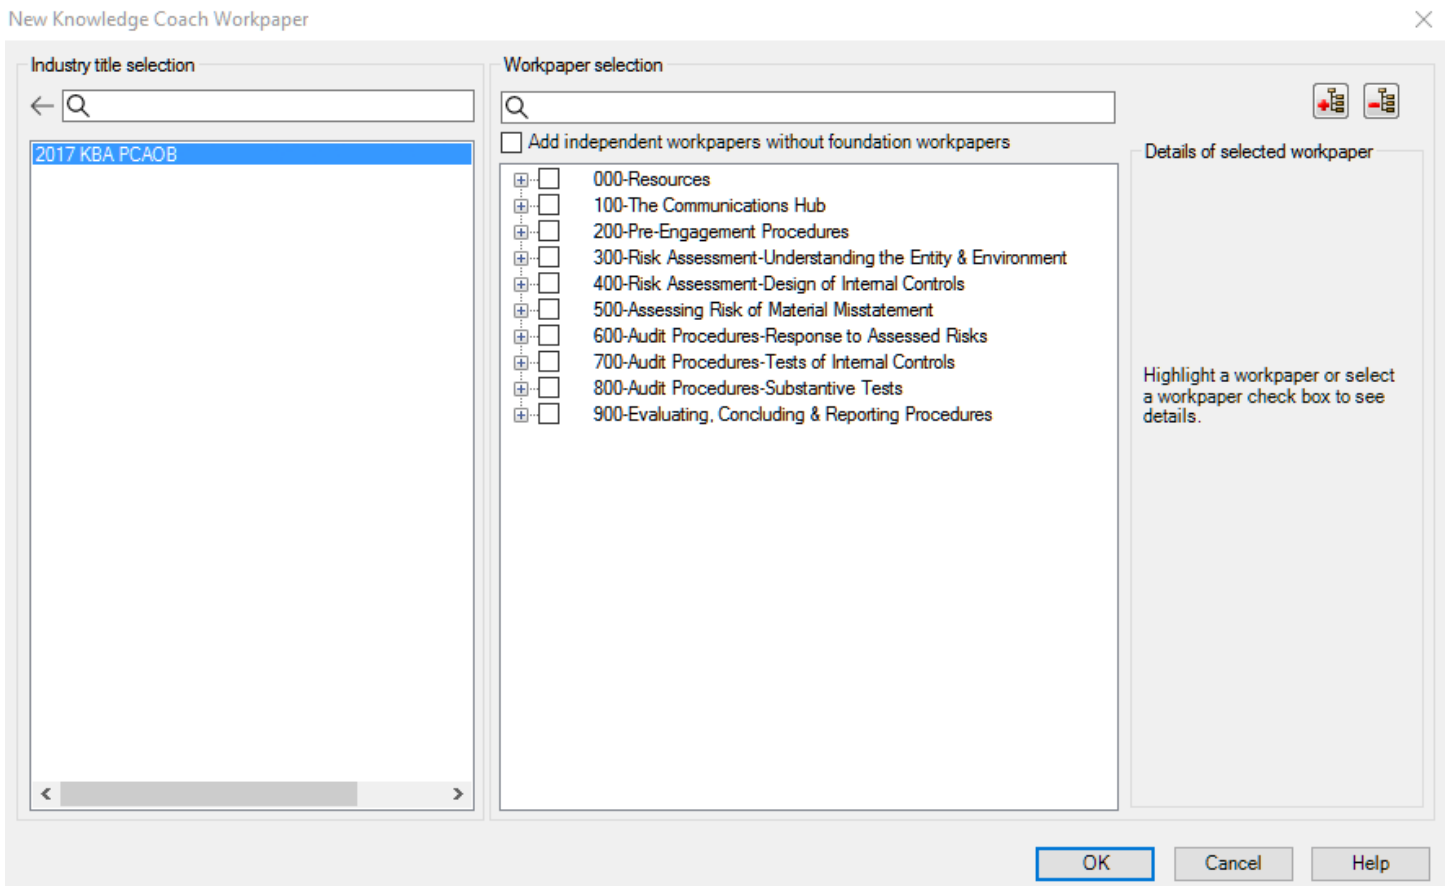 New Knowledge Coach Workpaper
Industry title selection
2017 KBA PCAOB
Workpaper selection
Add independent workpapers without foundation workpapers
000-Resources
100-The Communications Hub
200-Pre-Engagement Procedures
300-Risk Assessment-Understanding the Entity & Environment
400-Risk Assessment-Design of Internal Controls
500-Assessing Risk of Material Misstatement
600-Audit Procedures-Response to Assessed Risks
700-Audit Procedures-Tests of Internal Controls
800-Audit Procedures-Substantive Tests
900-Evaluating, Concluding & Reporting Procedures
Details of selected workpaper
Highlight a workpaper or select
a workpaper check box to see
details.
OK
Cancel
Help